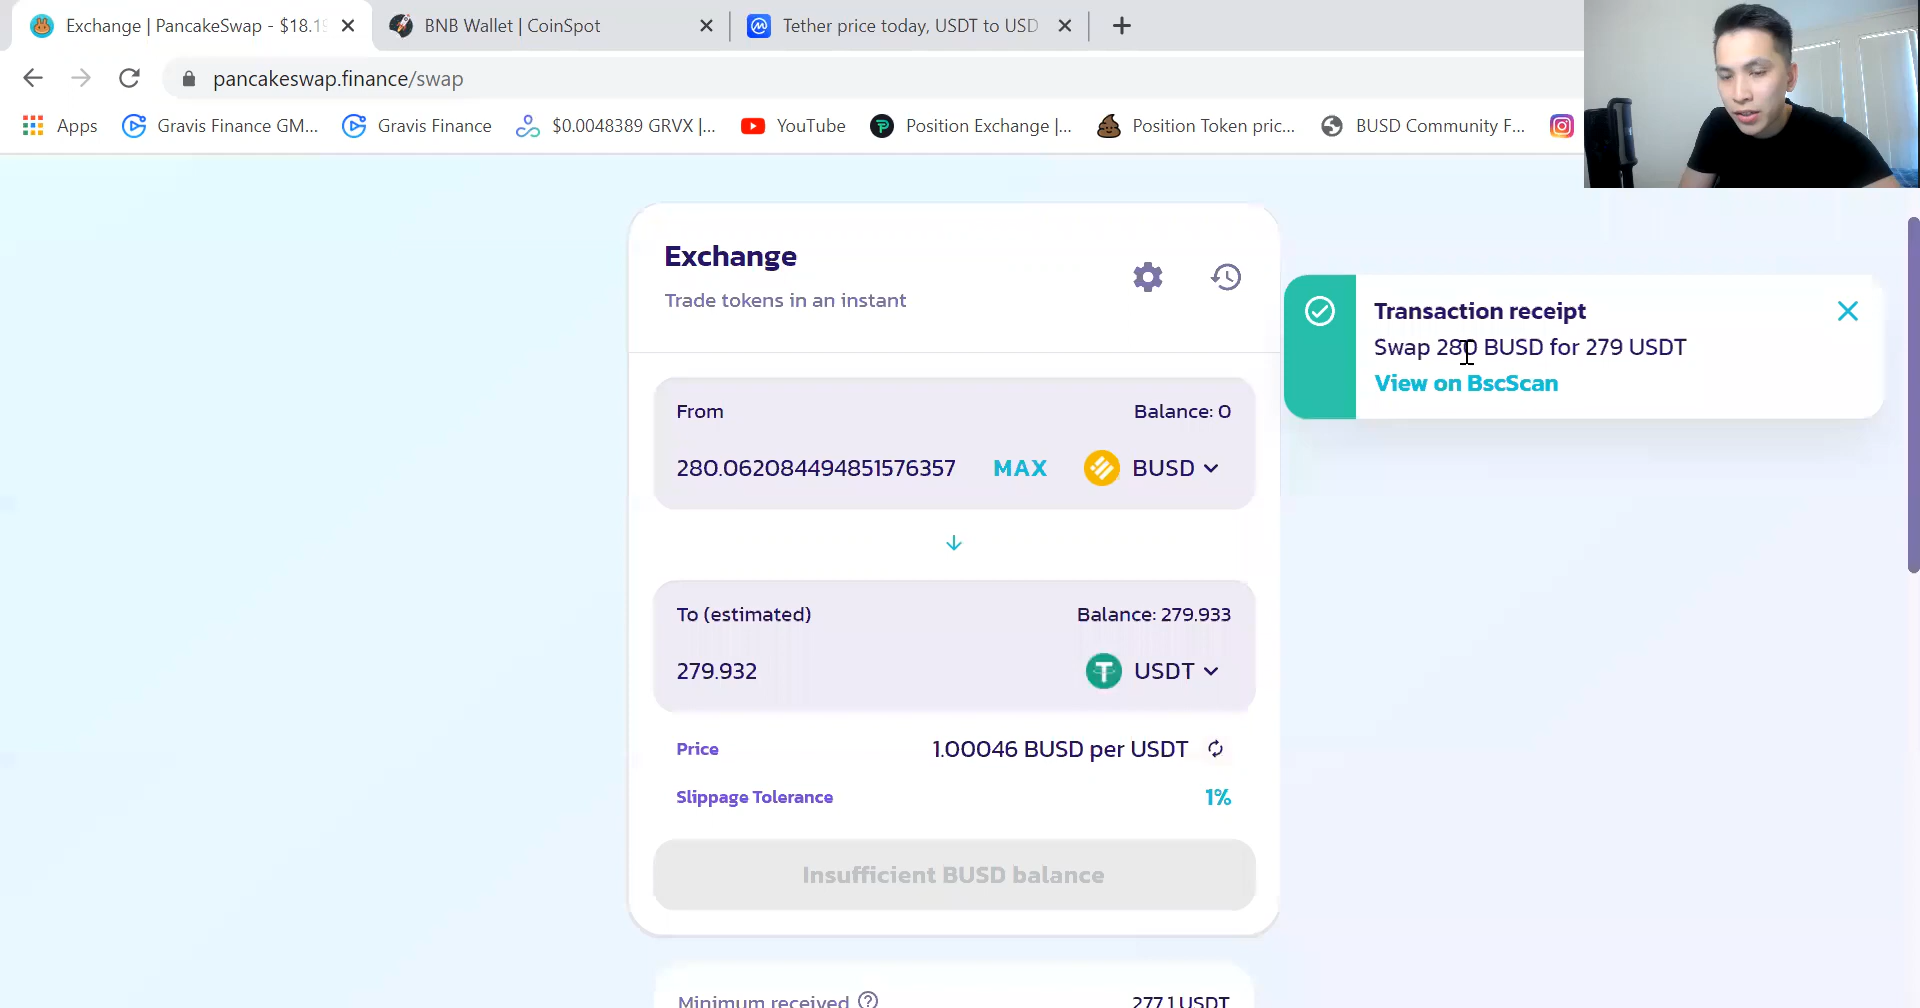 Exchange | PancakeSwap - $18.19
BNB Wallet | CoinSpot
Tether price today, USDT to USD
pancakeswap.finance/swap
Apps
Gravis Finance GM...
Gravis Finance
$0.0048389 GRVX |...
YouTube
Position Exchange |...
Position Token pric...
BUSD Community F...
Exchange
Trade tokens in an instant
Transaction receipt
Swap 280 BUSD for 279 USDT
View on BscScan
From
Balance: 0
280.062084494851576357
MAX
BUSD
To (estimated)
Balance: 279.933
279.932
USDT
Price
1.00046 BUSD per USDT
Slippage Tolerance
1%
Insufficient BUSD balance
Minimum received
277.1 USDT